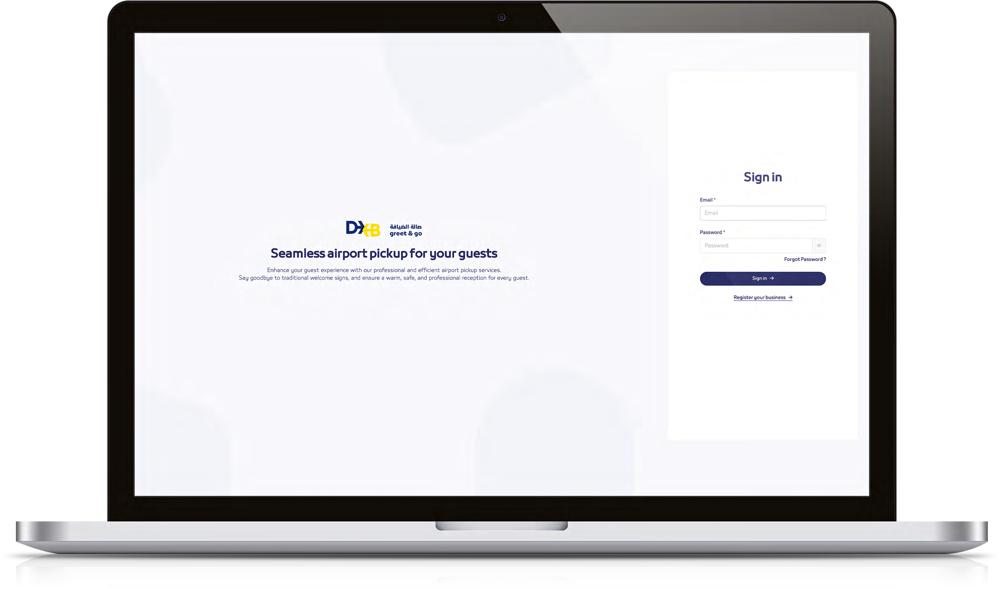 DXB
صالة الضيافة
greet & go
Seamless airport pickup for your guests
Enhance your guest experience with our professional and efficient airport pickup services.
Say goodbye to traditional welcome signs, and ensure a warm, safe, and professional reception for every guest.
Sign in
Email *
Email
Password *
Password
Forgot Password ?
Sign in →
Register your business →